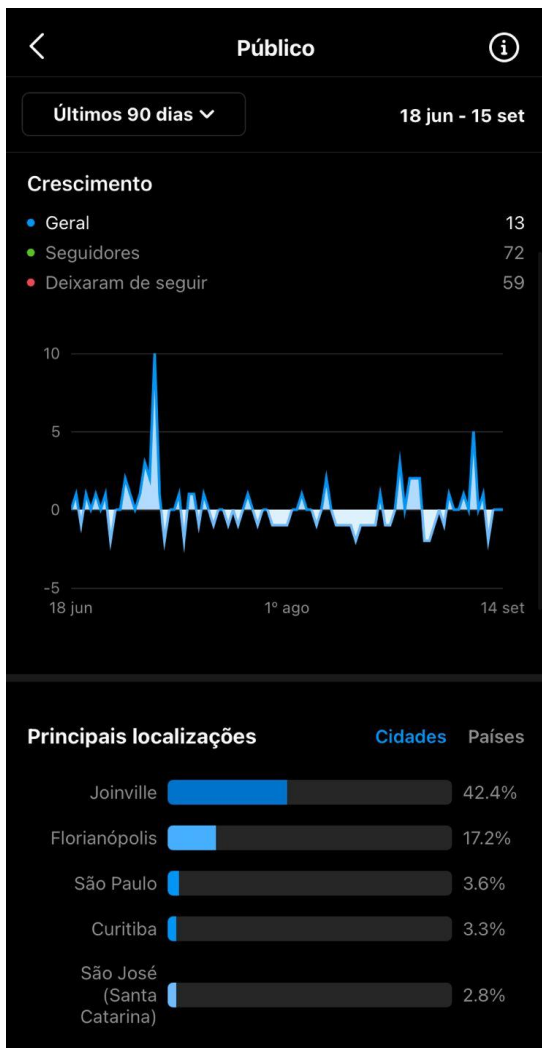 Público
Últimos 90 dias
18 jun - 15 set
Crescimento
Geral 13
Seguidores 72
Deixaram de seguir 59
10
5
0
-5
18 jun 1º ago 14 set
Principais localizações Cidades Países
Joinville 42.4%
Florianópolis 17.2%
São Paulo 3.6%
Curitiba 3.3%
São José
(Santa 2.8%
Catarina)